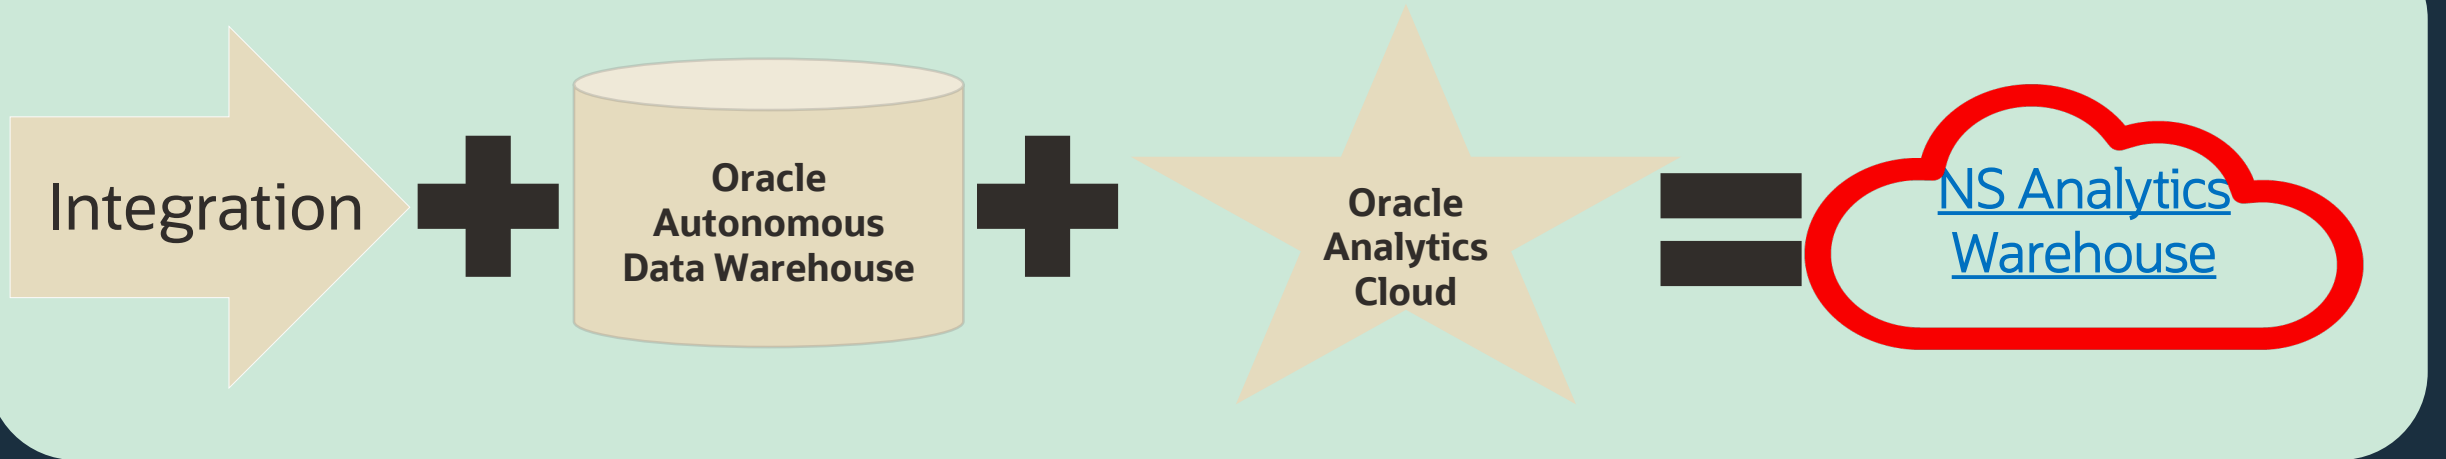 Integration
Oracle
Autonomous
Data Warehouse
Oracle
Analytics
Cloud
NS Analytics
Warehouse